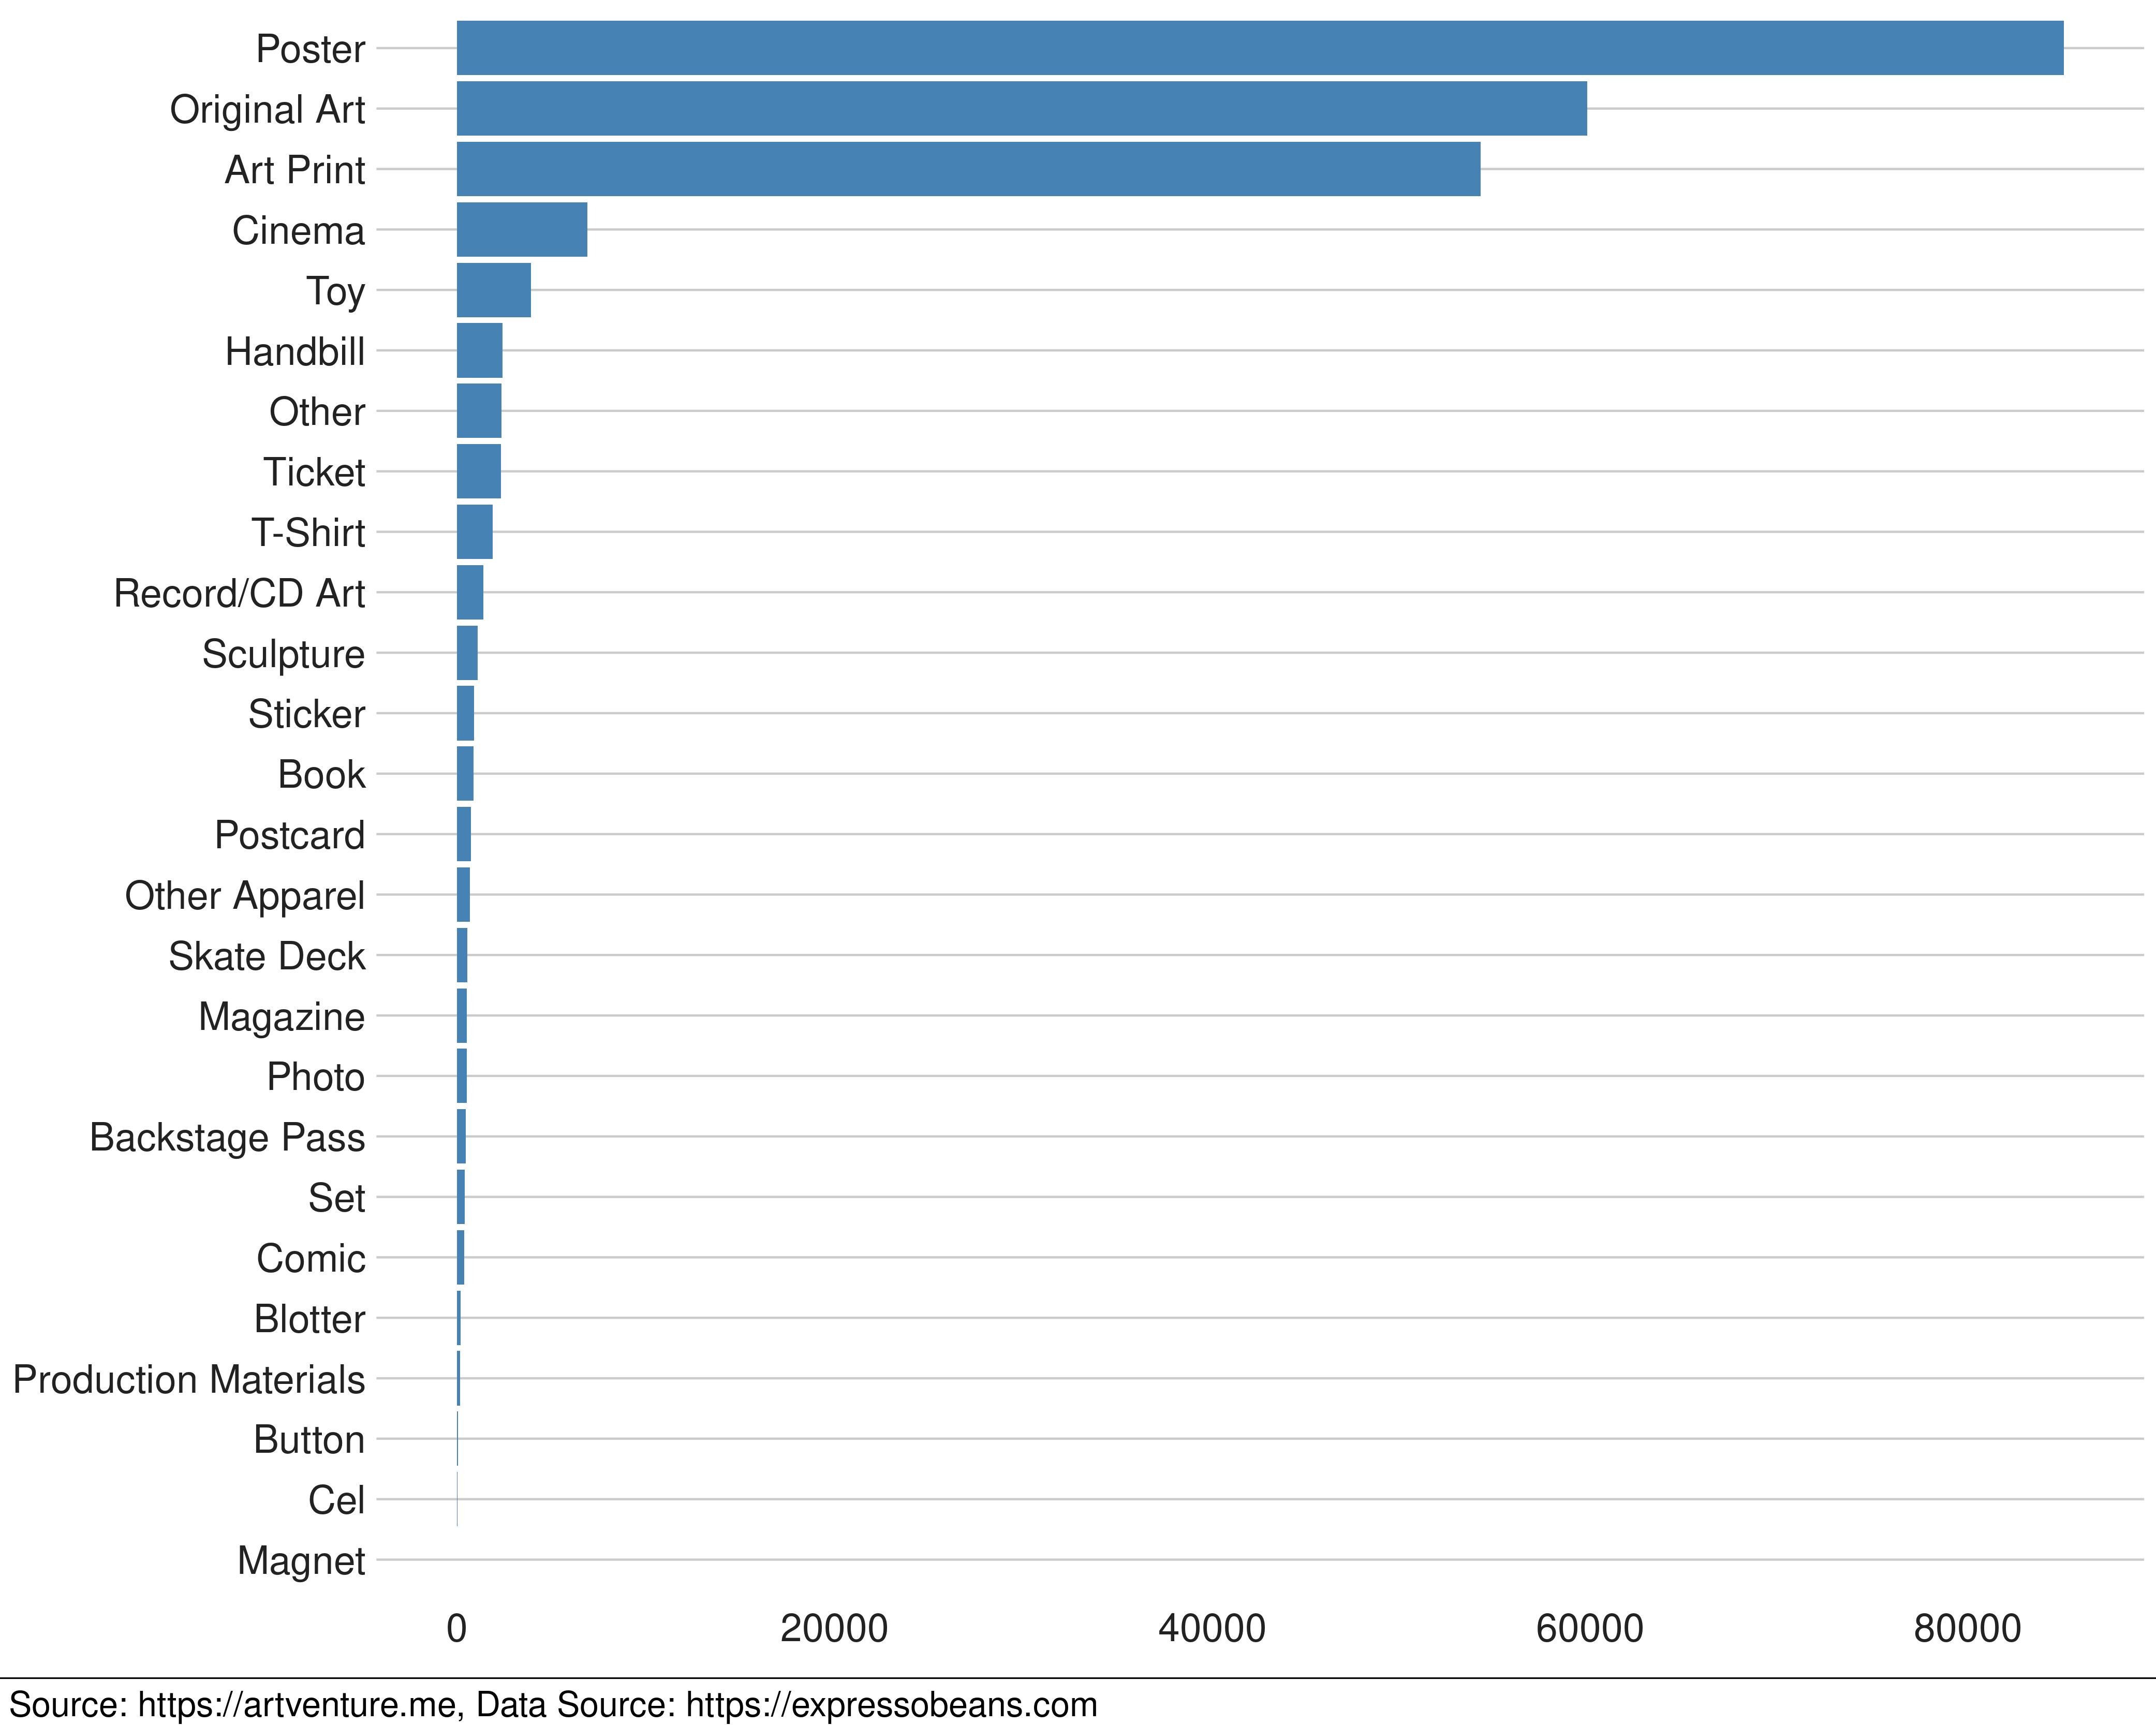 Poster
Original Art
Art Print
Cinema
Toy
Handbill
Other
Ticket
T-Shirt
Record/CD Art
Sculpture
Sticker
Book
Postcard
Other Apparel
Skate Deck
Magazine
Photo
Backstage Pass
Set
Comic
Blotter
Production Materials
Button
Cel
Magnet
0 20000 40000 60000 80000
Source: https://artventure.me, Data Source: https://expressobeans.com